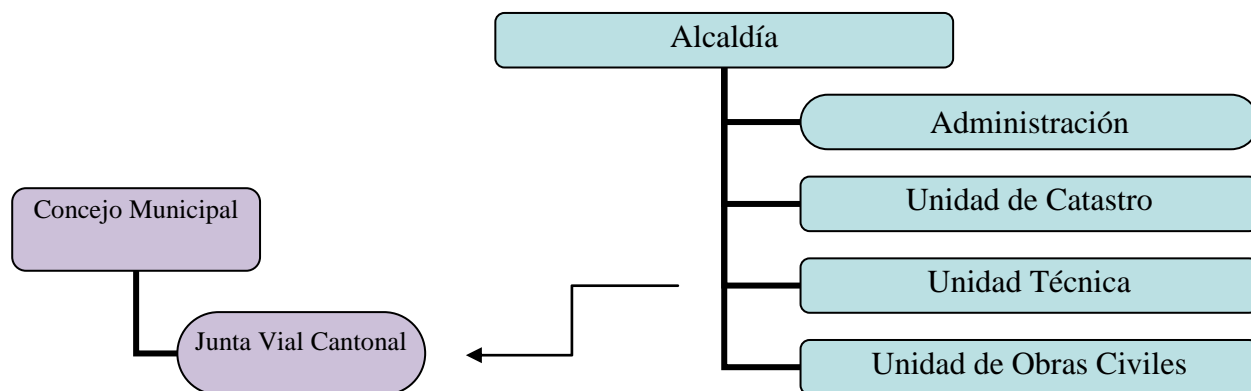 Alcaldía
Administración
Concejo Municipal
Unidad de Catastro
Unidad Técnica
Junta Vial Cantonal
Unidad de Obras Civiles